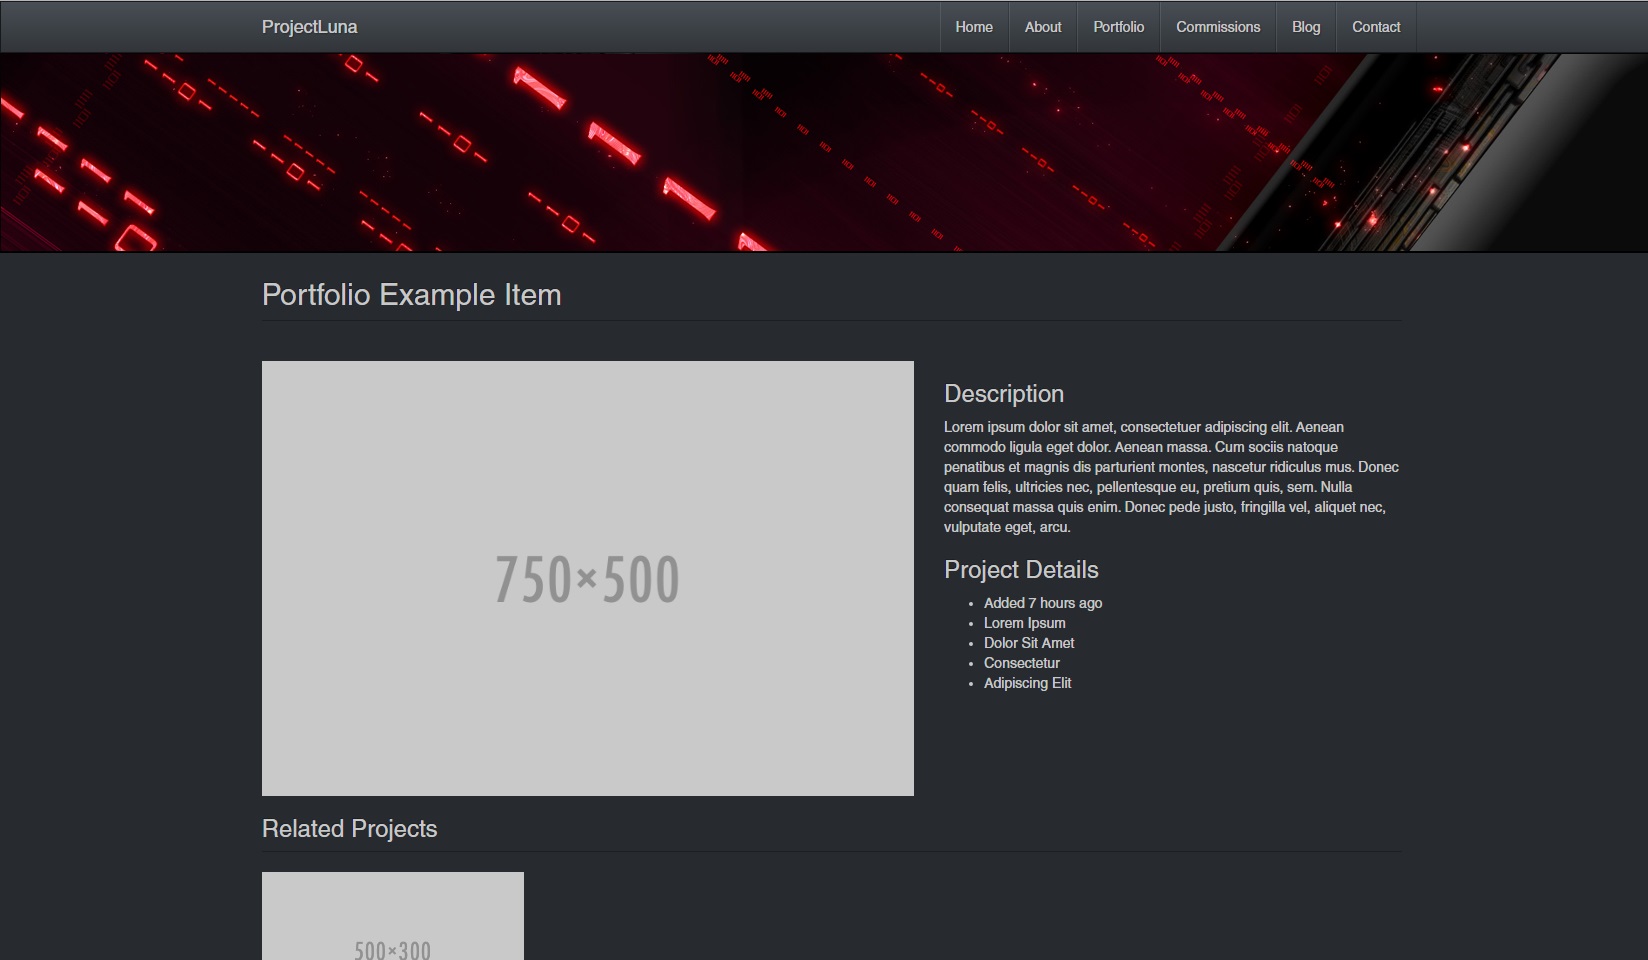 ProjectLuna
Home About Portfolio Commissions Blog Contact
Portfolio Example Item
750×500
Description
Lorem ipsum dolor sit amet, consectetuer adipiscing elit. Aenean
commodo ligula eget dolor. Aenean massa. Cum sociis natoque
penatibus et magnis dis parturient montes, nascetur ridiculus mus. Donec
quam felis, ultricies nec, pellentesque eu, pretium quis, sem. Nulla
consequat massa quis enim. Donec pede justo, fringilla vel, aliquet nec,
vulputate eget, arcu.
Project Details
• Added 7 hours ago
• Lorem Ipsum
• Dolor Sit Amet
• Consectetur
• Adipiscing Elit
Related Projects
500×300